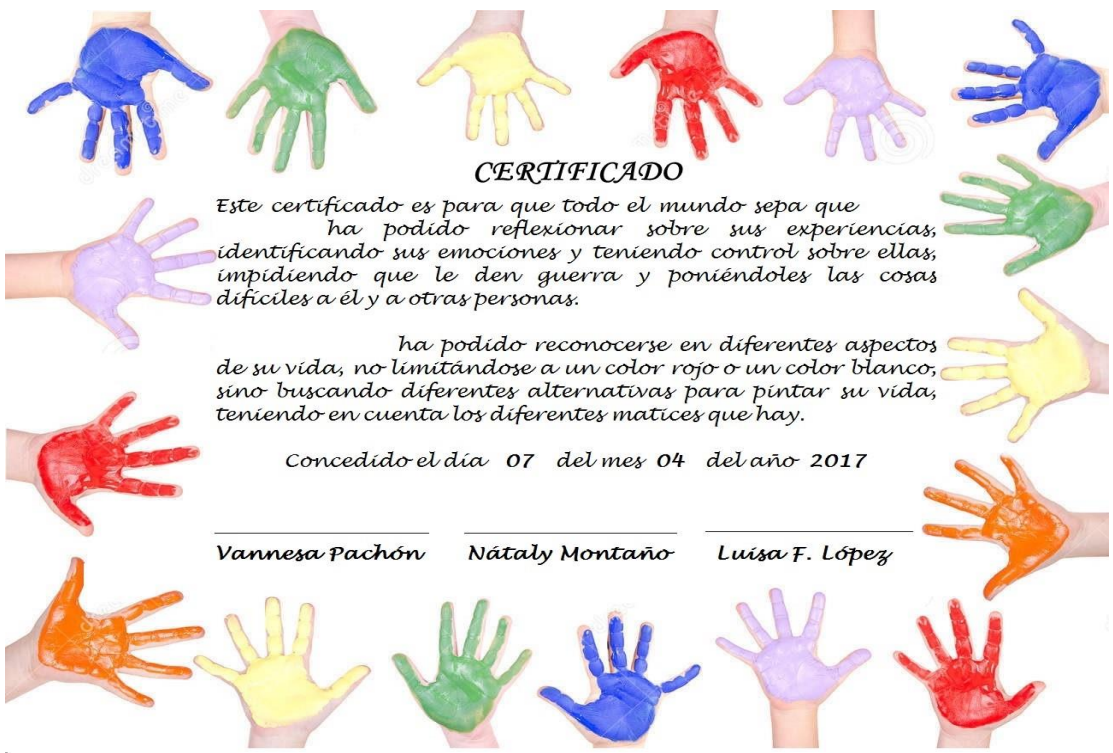 CERTIFICADO
Este certificado es para que todo el mundo sepa que
ha podido reflexionar sobre sus experiencias,
identificando sus emociones y teniendo control sobre ellas,
impidiendo que le den guerra y poniéndoles las cosas
difíciles a él y a otras personas.
ha podido reconocerse en diferentes aspectos
de su vida, no limitándose a un color rojo o un color blanco,
sino buscando diferentes alternativas para pintar su vida,
teniendo en cuenta los diferentes matices que hay.
Concedido el día 07 del mes 04 del año 2017
Vannesa Pachón Nátaly Montaño Luisa F. López